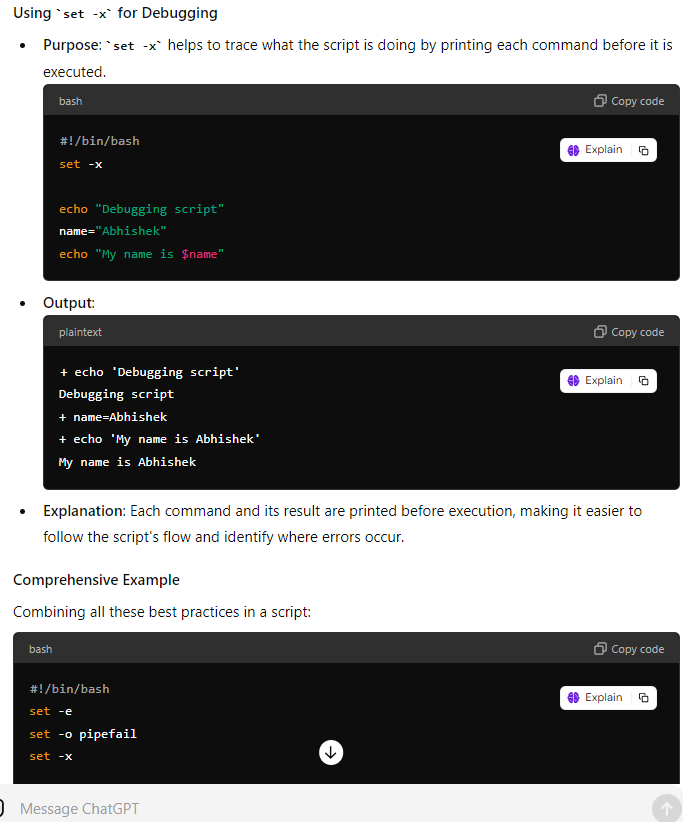 Using `set -x` for Debugging
• Purpose: `set -x` helps to trace what the script is doing by printing each command before it is
executed.
bash Copy code
#!/bin/bash
Explain
set -x
echo "Debugging script"
name="Abhishek"
echo "My name is $name"
• Output:
plaintext Copy code
+ echo 'Debugging script'
Explain
Debugging script
+ name=Abhishek
+ echo 'My name is Abhishek'
My name is Abhishek
• Explanation: Each command and its result are printed before execution, making it easier to
follow the script's flow and identify where errors occur.
Comprehensive Example
Combining all these best practices in a script:
bash Copy code
#!/bin/bash
Explain
set -e
set -o pipefail
set -x
Message ChatGPT